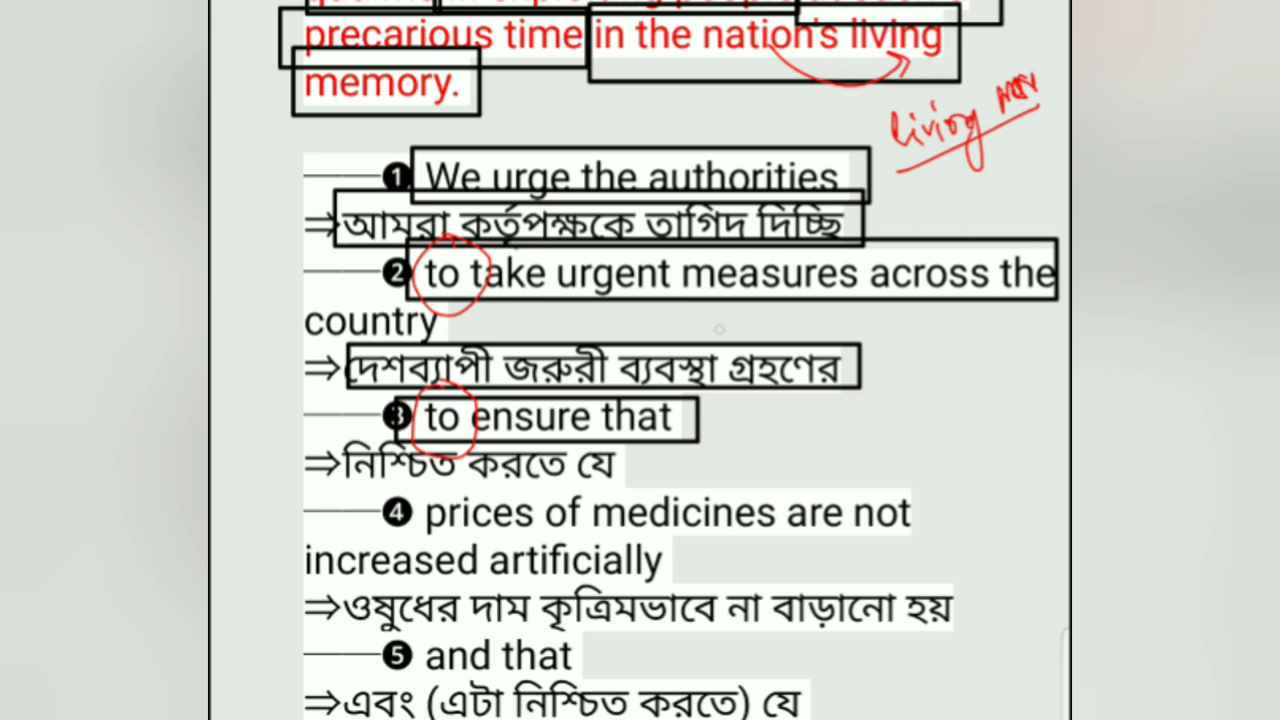 precarious time in the nation's living
memory.
living
❶ We urge the authorities
⇒আমরা কর্তৃপক্ষকে তাগিদ দিচ্ছি
❷ to take urgent measures across the
country
⇒দেশব্যাপী জরুরী ব্যবস্থা গ্রহণের
❸ to ensure that
⇒নিশ্চিত করতে যে
❹ prices of medicines are not
increased artificially
⇒ওষুধের দাম কৃত্রিমভাবে না বাড়ানো হয়
❺ and that
⇒এবং (এটা নিশ্চিত করতে) যে